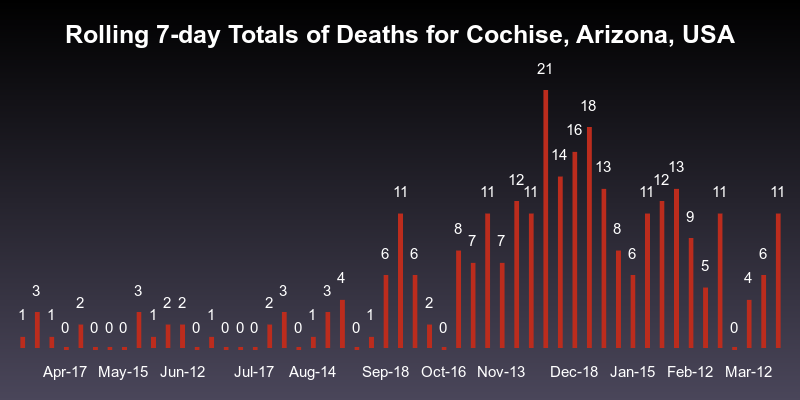 Rolling 7-day Totals of Deaths for Cochise, Arizona, USA
1 3 1 0 2 0 0 0 3 1 2 2 0 1 0 0 0 2 3 0 1 3 4 0 1 6 11 6 2 0 8 7 11 7 12 11 21 14 16 18 13 8 6 11 12 13 9 5 11 0 4 6 11
Apr-17 May-15 Jun-12 Jul-17 Aug-14 Sep-18 Oct-16 Nov-13 Dec-18 Jan-15 Feb-12 Mar-12